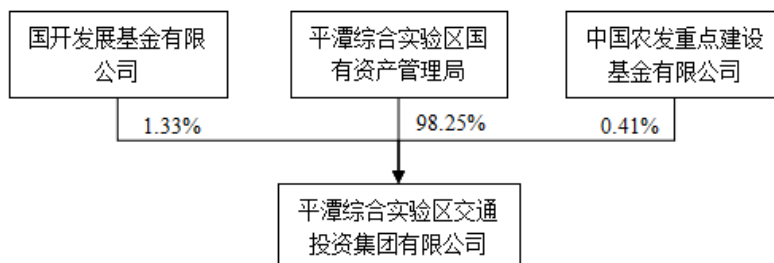 国开发展基金有限
公司
平潭综合实验区国
有资产管理局
中国农发重点建设
基金有限公司
1.33%
98.25%
0.41%
平潭综合实验区交通
投资集团有限公司